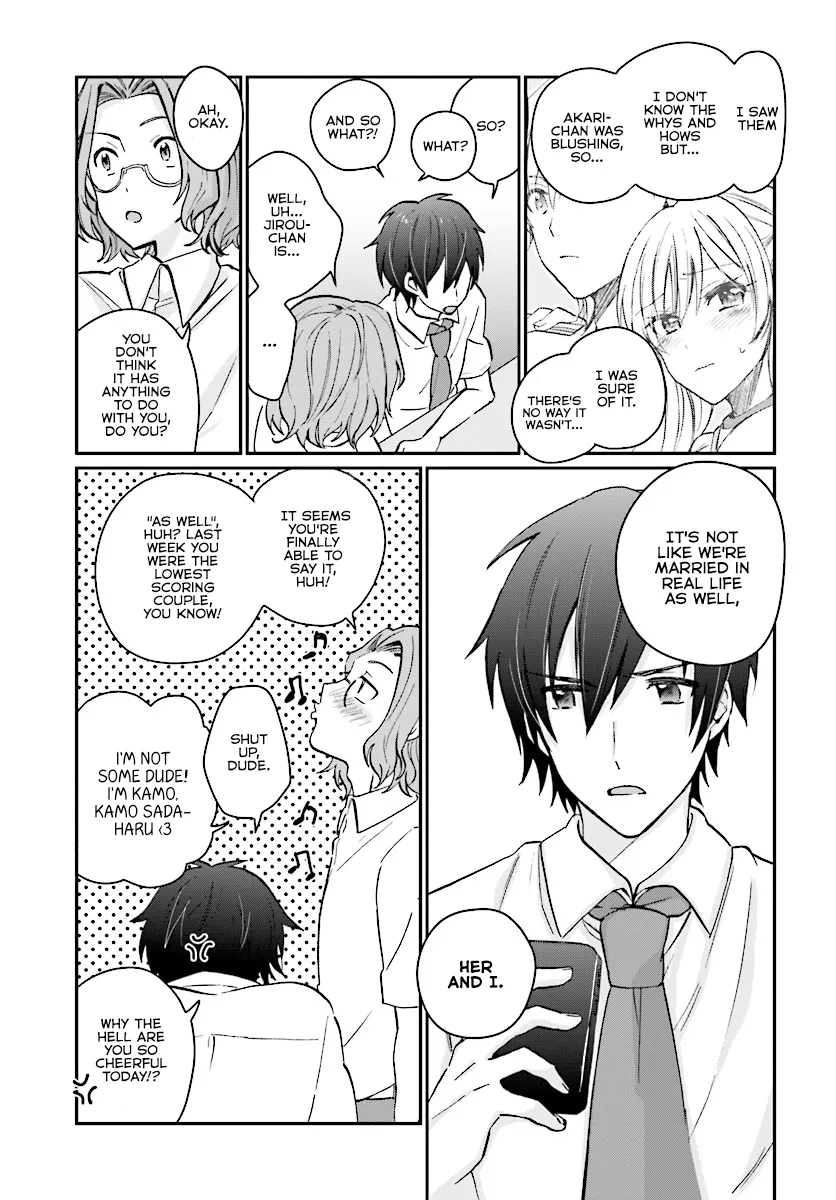 I SAW
THEM
I DON'T
KNOW THE
WHYS AND
HOWS
BUT...
AKARI-
CHAN WAS
BLUSHING,
SO...
I WAS
SURE OF
IT.
THERE'S
NO WAY IT
WASN'T...
SO?
WHAT?
AND SO
WHAT?!
WELL,
UH...
JIROU-
CHAN
IS...
...
AH,
OKAY.
YOU
DON'T
THINK
IT HAS
ANYTHING
TO DO
WITH YOU,
DO YOU?
IT'S NOT
LIKE WE'RE
MARRIED IN
REAL LIFE
AS WELL,
HER
AND I.
IT SEEMS
YOU'RE
FINALLY
ABLE TO
SAY IT,
HUH!
"AS WELL",
HUH? LAST
WEEK YOU
WERE THE
LOWEST
SCORING
COUPLE,
YOU KNOW!
SHUT
UP,
DUDE.
I'M NOT
SOME DUDE!
I'M KAMO,
KAMO SADA-
HARU <3
WHY THE
HELL ARE
YOU SO
CHEERFUL
TODAY!?